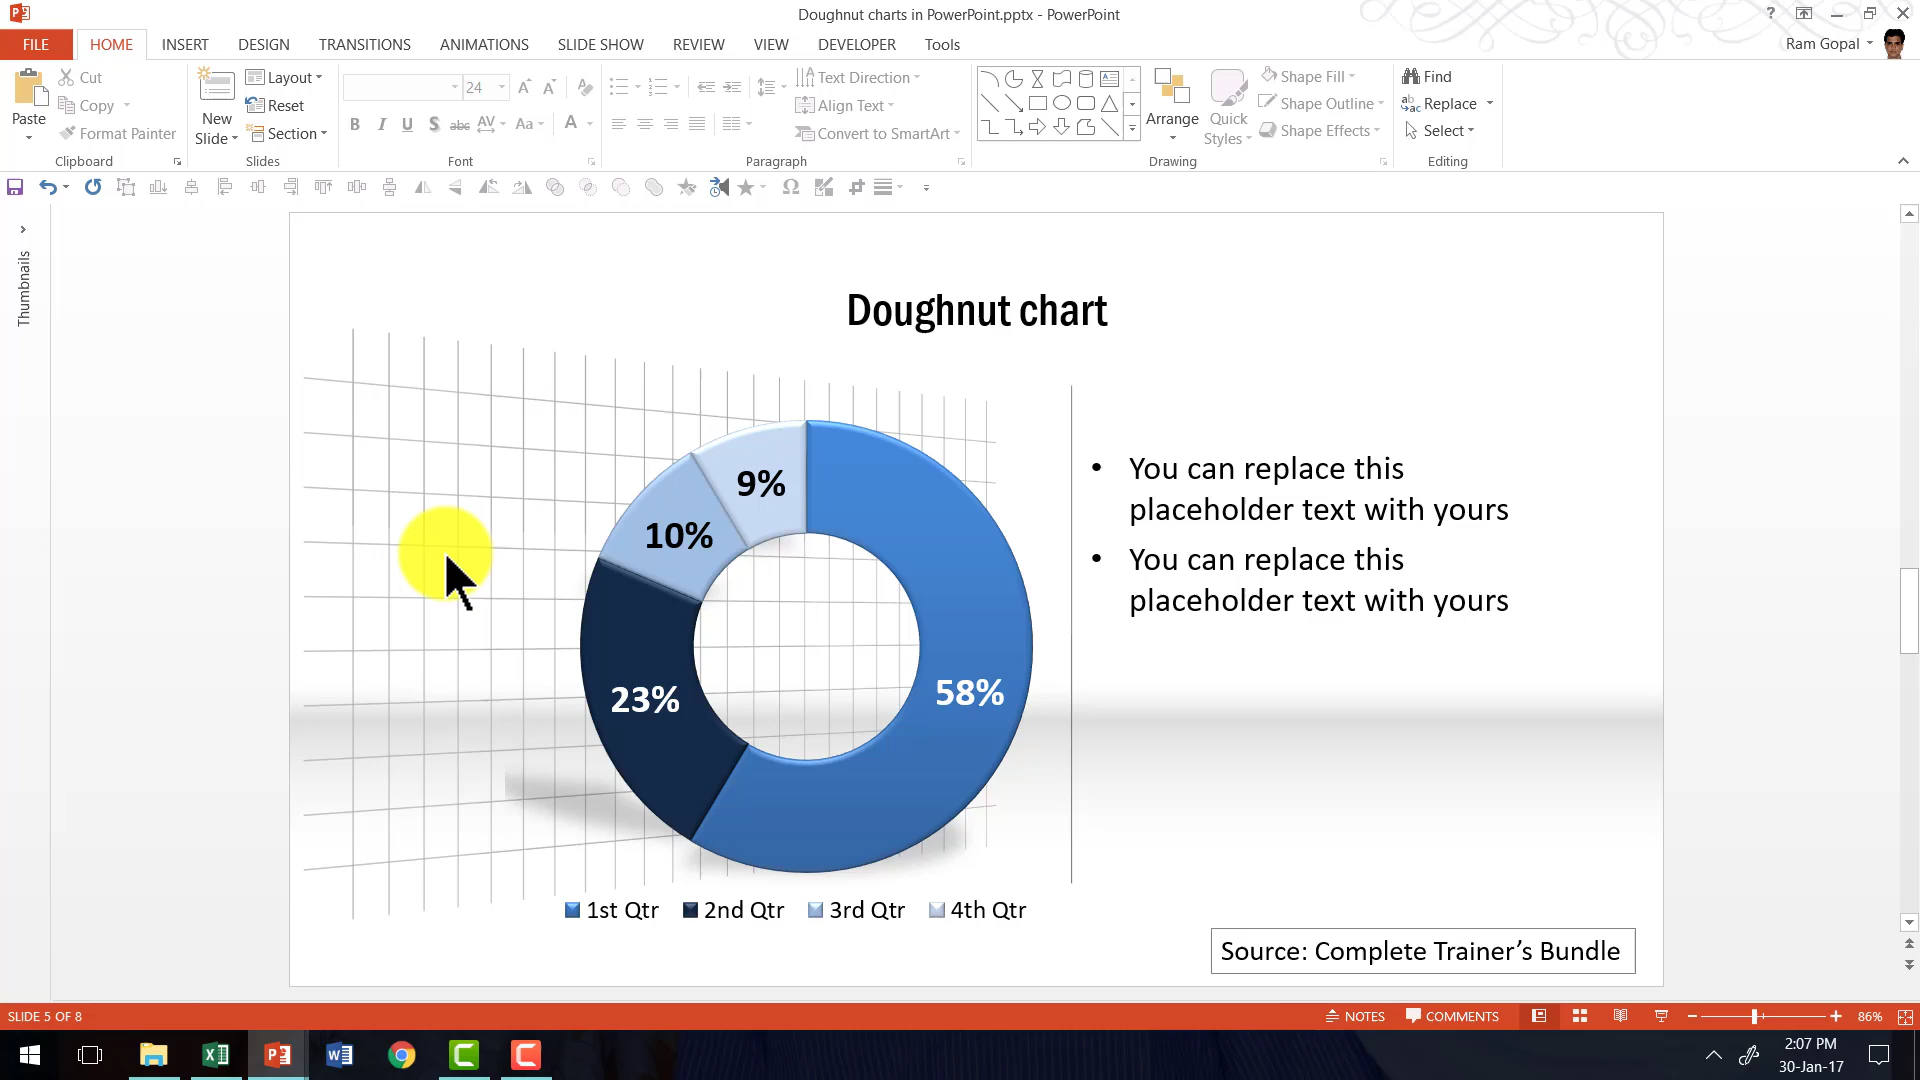 Doughnut charts in PowerPoint.pptx - PowerPoint
?
FILE HOME INSERT DESIGN TRANSITIONS ANIMATIONS SLIDE SHOW REVIEW VIEW DEVELOPER Tools
Ram Gopal
Paste
Cut
Copy
Format Painter
Clipboard
New
Slide
Layout
Reset
Section
Slides
24
B I U S abc AV Aa A
Font
Text Direction
Align Text
Convert to SmartArt
Paragraph
Arrange
Quick
Styles
Shape Fill
Shape Outline
Shape Effects
Drawing
Find
Replace
Select
Editing
Thumbnails
Doughnut chart
9%
10%
23%
58%
• You can replace this
placeholder text with yours
• You can replace this
placeholder text with yours
1st Qtr 2nd Qtr 3rd Qtr 4th Qtr
Source: Complete Trainer’s Bundle
SLIDE 5 OF 8
NOTES COMMENTS 86%
2:07 PM
30-Jan-17